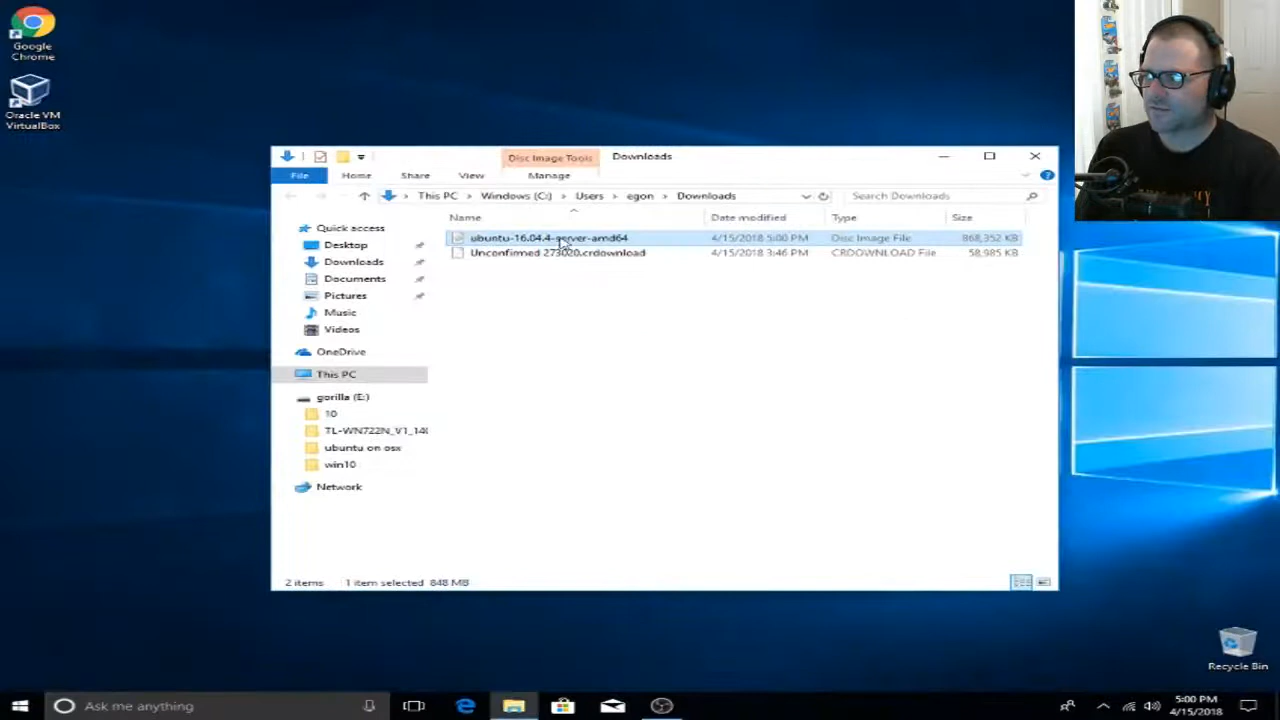 Google
Chrome
Oracle VM
VirtualBox
Disc Image Tools
Downloads
File
Home
Share
View
Manage
This PC
Windows (C:)
Users
egon
Downloads
Search Downloads
Name
Date modified
Type
Size
ubuntu-16.04.4-server-amd64
4/15/2018 5:00 PM
Disc Image File
868,352 KB
Unconfirmed 273020.crdownload
4/15/2018 3:46 PM
CRDOWNLOAD File
58,985 KB
Quick access
Desktop
Downloads
Documents
Pictures
Music
Videos
OneDrive
This PC
gorilla (E:)
10
TL-WN722N_V1_140
ubuntu on osx
win10
Network
2 items
1 item selected 848 MB
Recycle Bin
Ask me anything
5:00 PM
4/15/2018